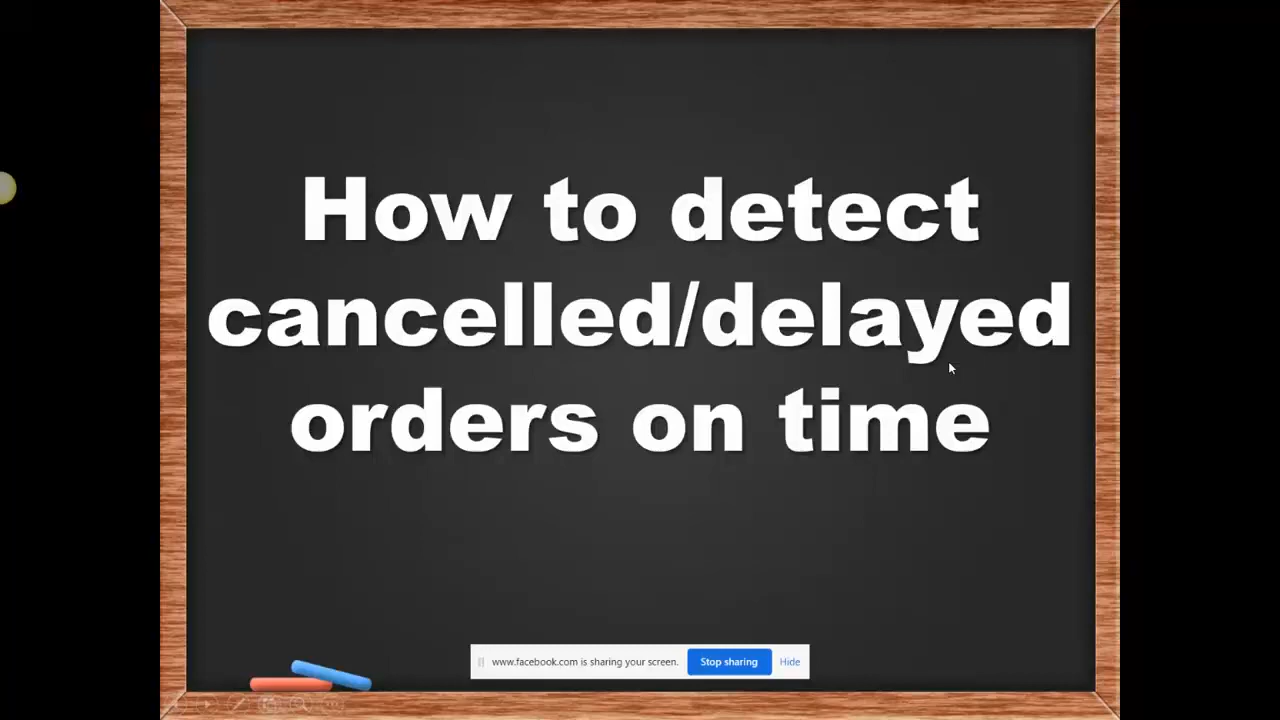 How to detect
cancelled/delayed
orders on time
www.facebook.com is sharing your screen.
Stop sharing
Hide